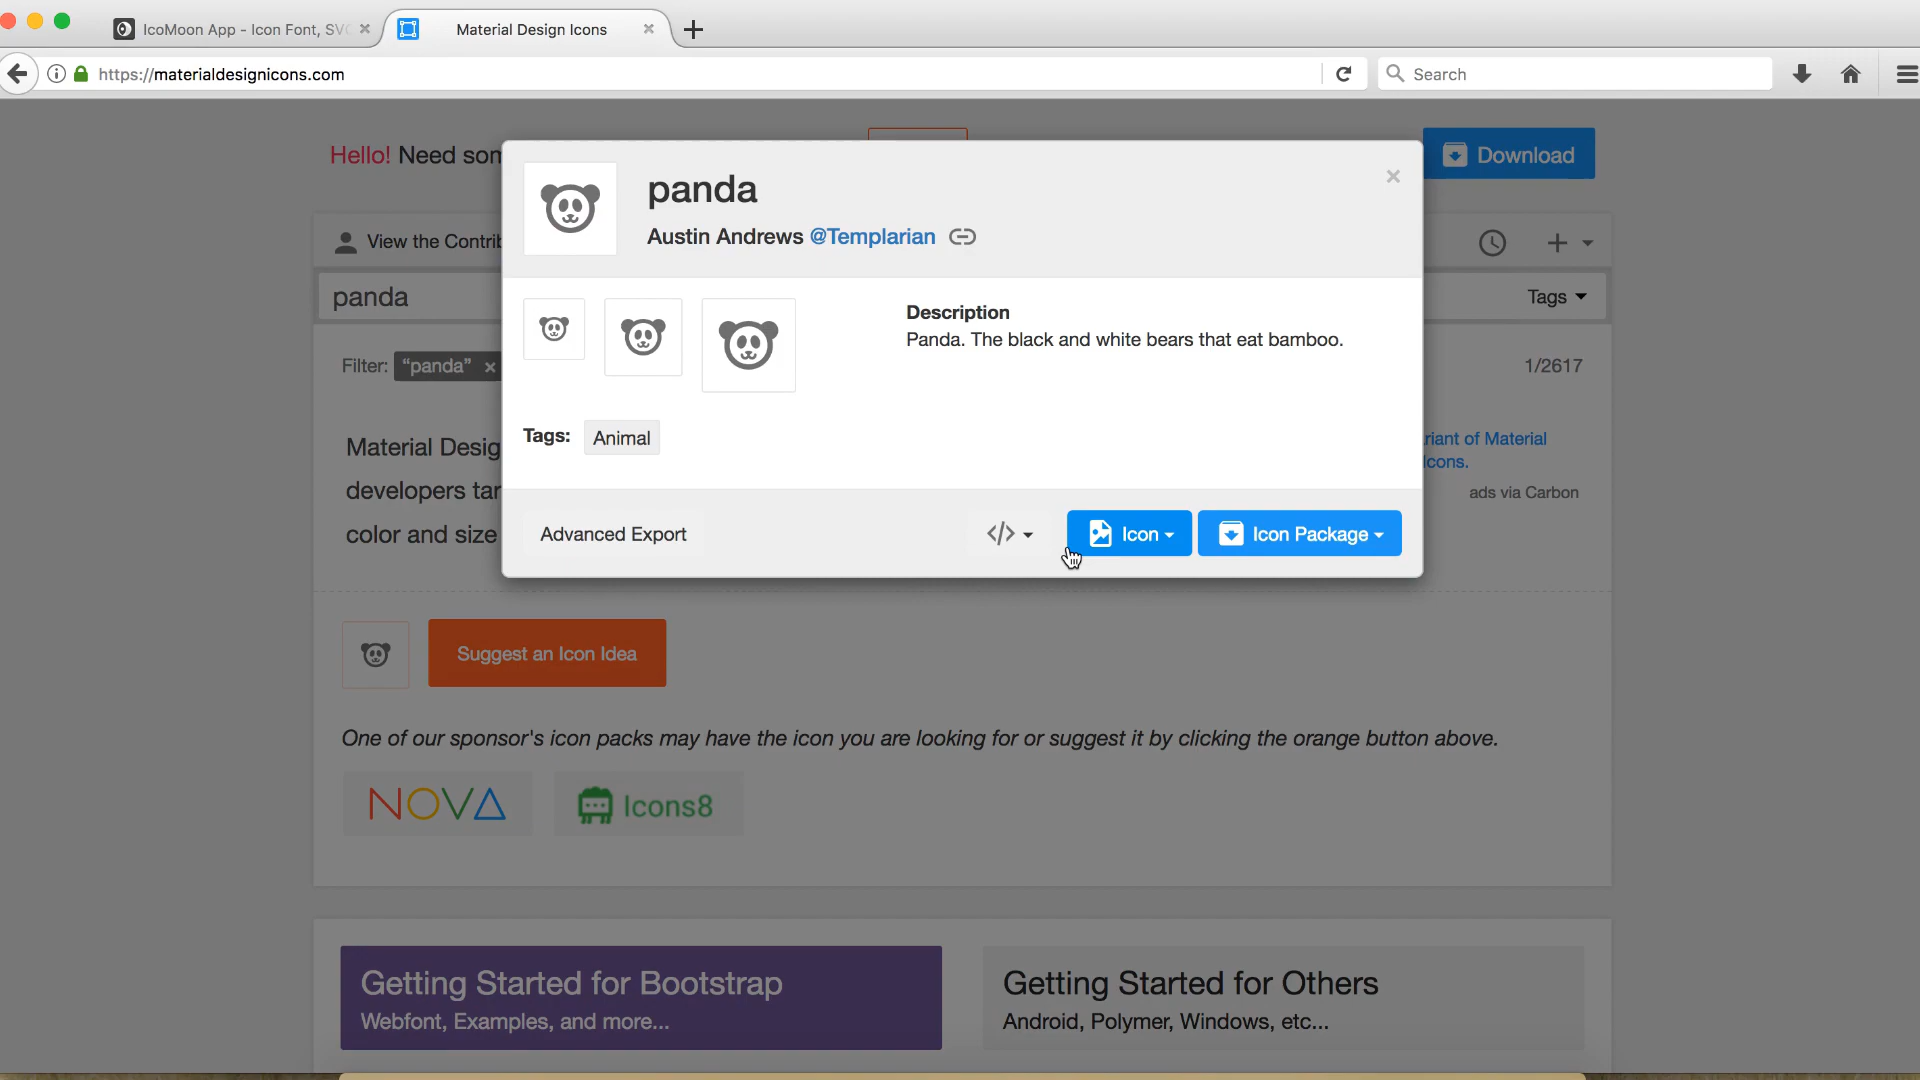 IcoMoon App - Icon Font, SV
Material Design Icons
https://materialdesignicons.com
Search
Hello! Need som
Download
panda
Austin Andrews @Templarian
View the Contrib
panda
Tags
Description
Panda. The black and white bears that eat bamboo.
Filter: “panda” ×
1/2617
Tags: Animal
Material Desig
developers tar
color and size
riant of Material
Icons.
ads via Carbon
Advanced Export
</>
Icon
Icon Package
Suggest an Icon Idea
One of our sponsor's icon packs may have the icon you are looking for or suggest it by clicking the orange button above.
NOVA
Icons8
Getting Started for Bootstrap
Webfont, Examples, and more...
Getting Started for Others
Android, Polymer, Windows, etc...